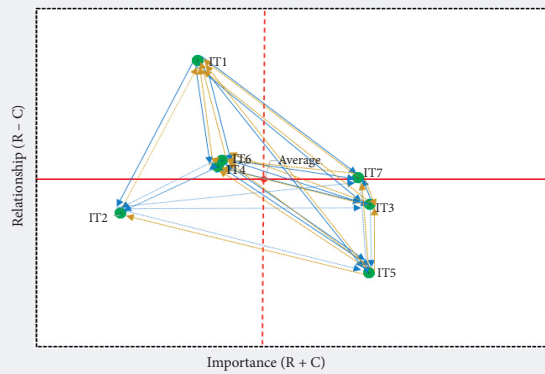 IT1
IT6
Average
IT4
IT7
IT2
IT3
IT5
Relationship (R – C)
Importance (R + C)